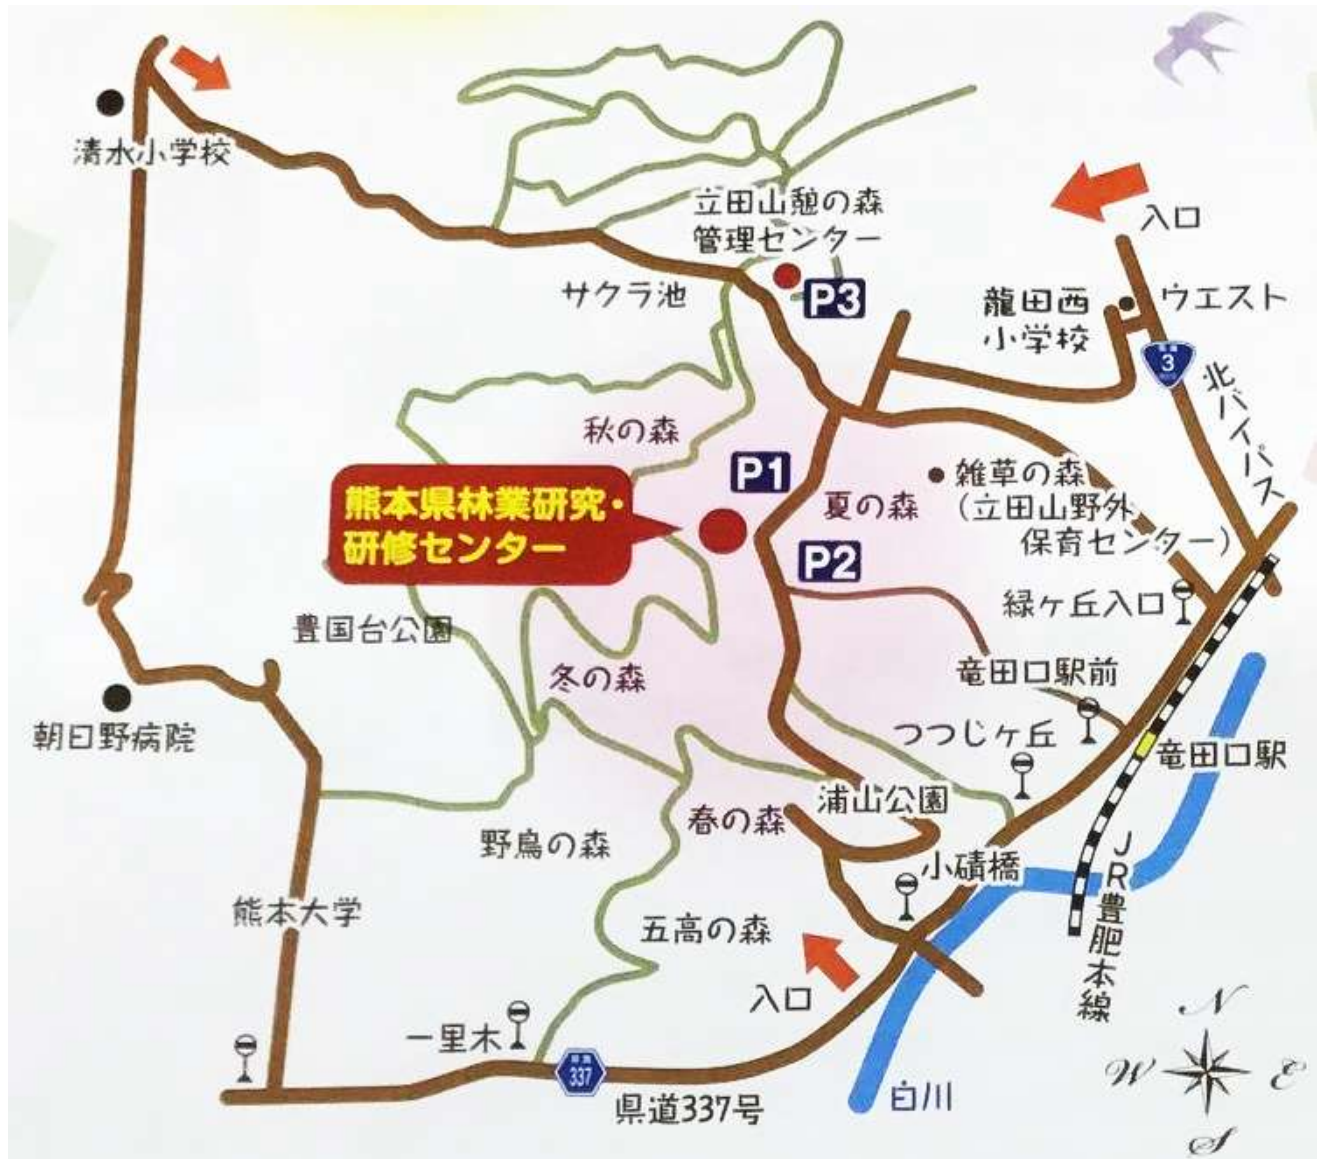 清水小学校
立田山憩の森
管理センター
入口
サクラ池
P3
龍田西
小学校
ウエスト
3
北バイパス
秋の森
P1
夏の森
雑草の森
(立田山野外
保育センター)
熊本県林業研究・
研修センター
P2
緑ヶ丘入口
豊国台公園
冬の森
竜田口駅前
朝日野病院
つつじヶ丘
竜田口駅
浦山公園
春の森
野鳥の森
小磧橋
JR豊肥本線
熊本大学
五高の森
入口
一里木
337
県道337号
白川
N
W
E
S